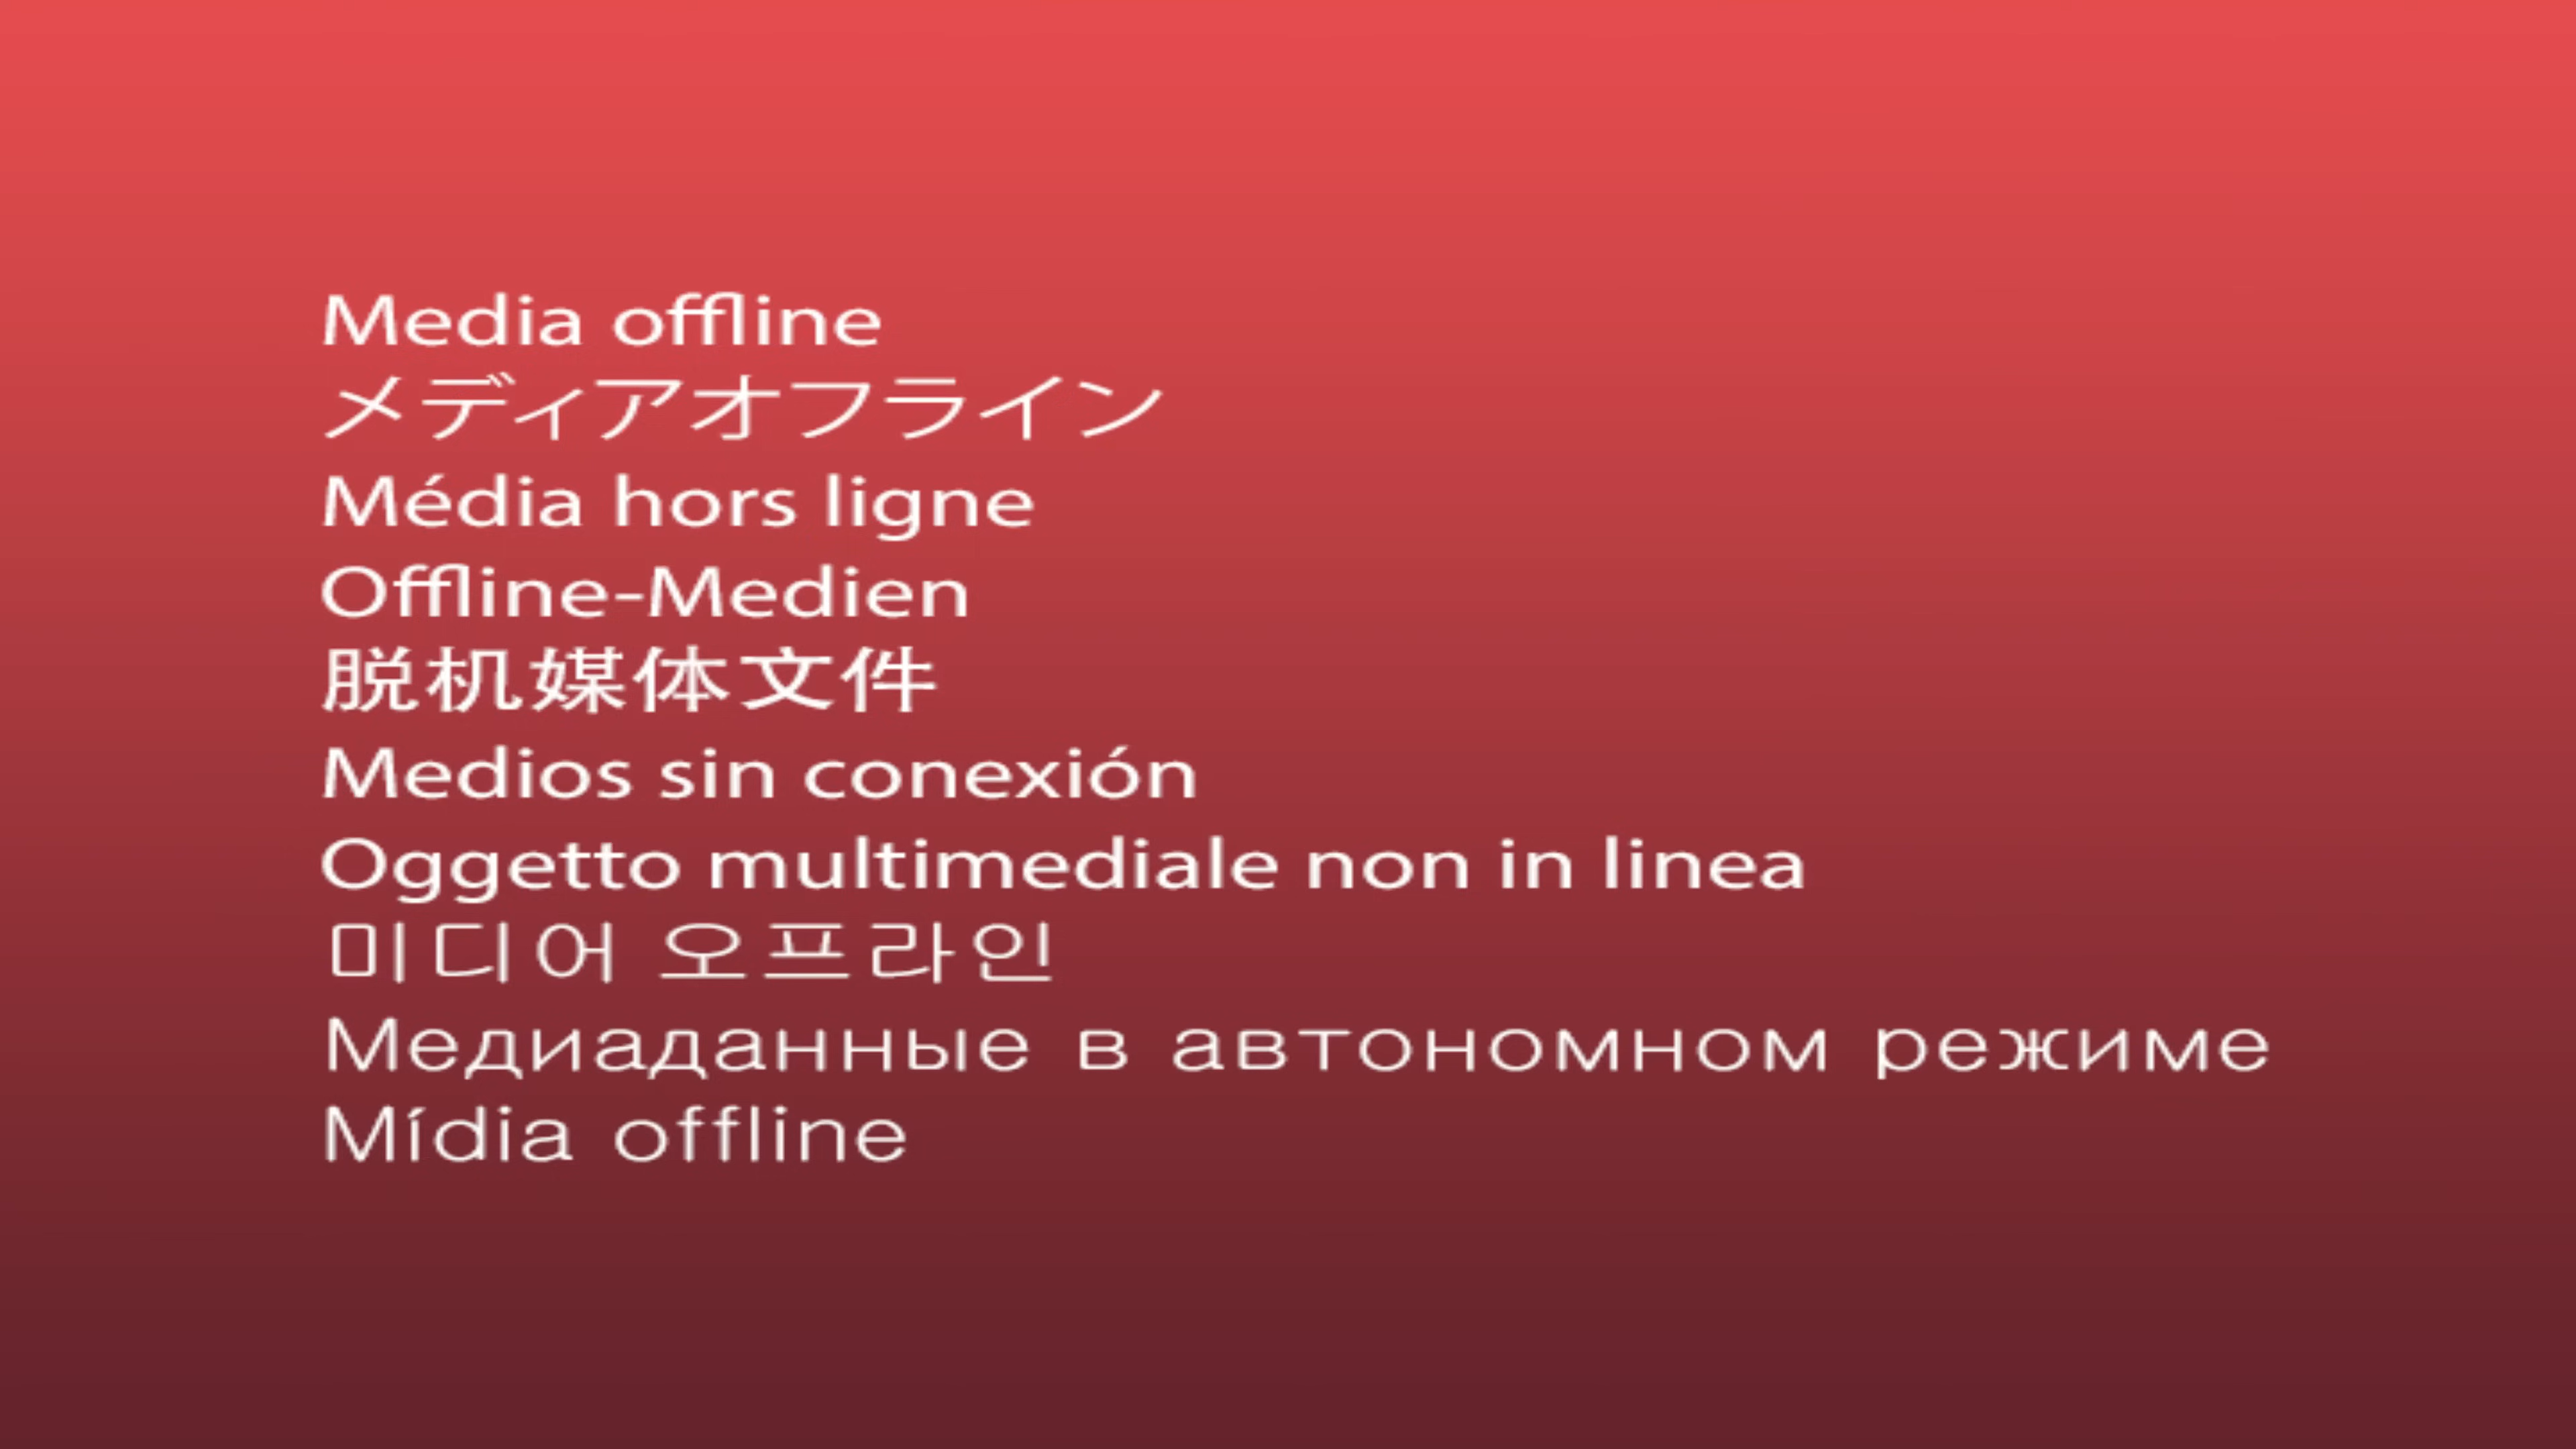 Media offline
メディアオフライン
Média hors ligne
Offline-Medien
脱机媒体文件
Medios sin conexión
Oggetto multimediale non in linea
미디어 오프라인
Медиаданные в автономном режиме
Mídia offline